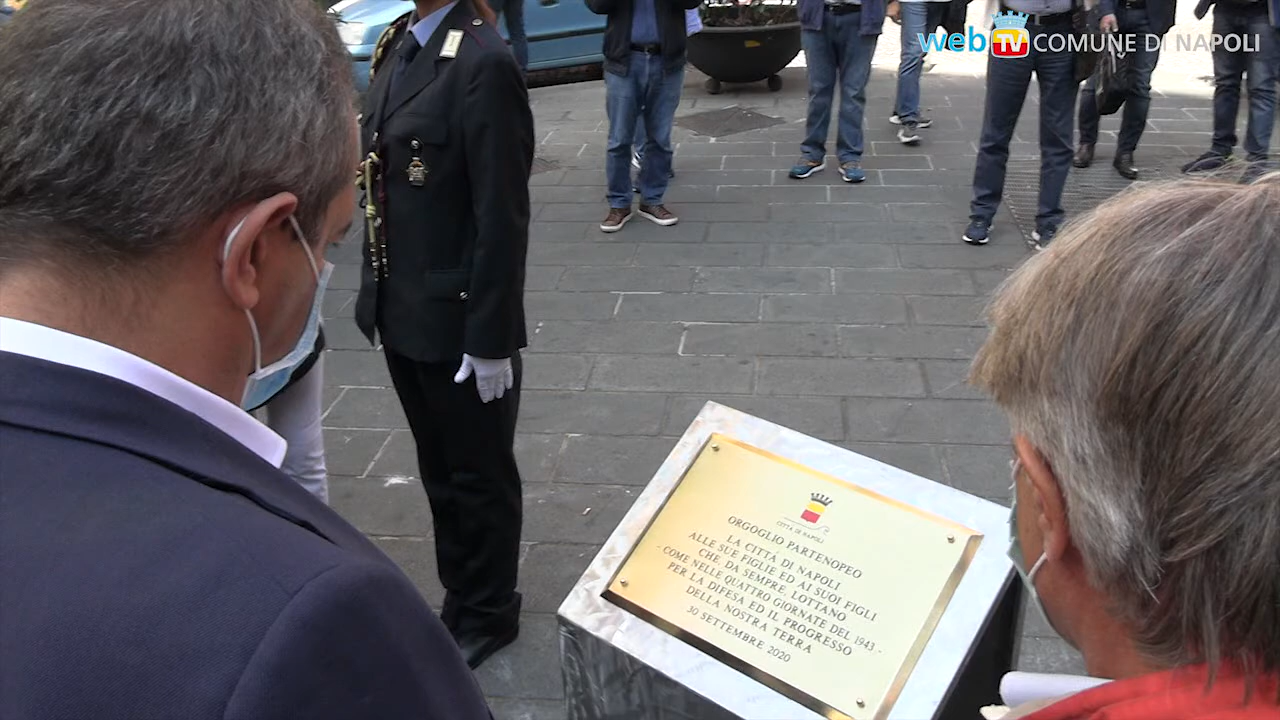 web TV COMUNE DI NAPOLI
CITTÀ DI NAPOLI
ORGOGLIO PARTENOPEO
LA CITTÀ DI NAPOLI
ALLE SUE FIGLIE ED AI SUOI FIGLI
CHE, DA SEMPRE, LOTTANO
- COME NELLE QUATTRO GIORNATE DEL 1943 -
PER LA DIFESA ED IL PROGRESSO
DELLA NOSTRA TERRA
30 SETTEMBRE 2020